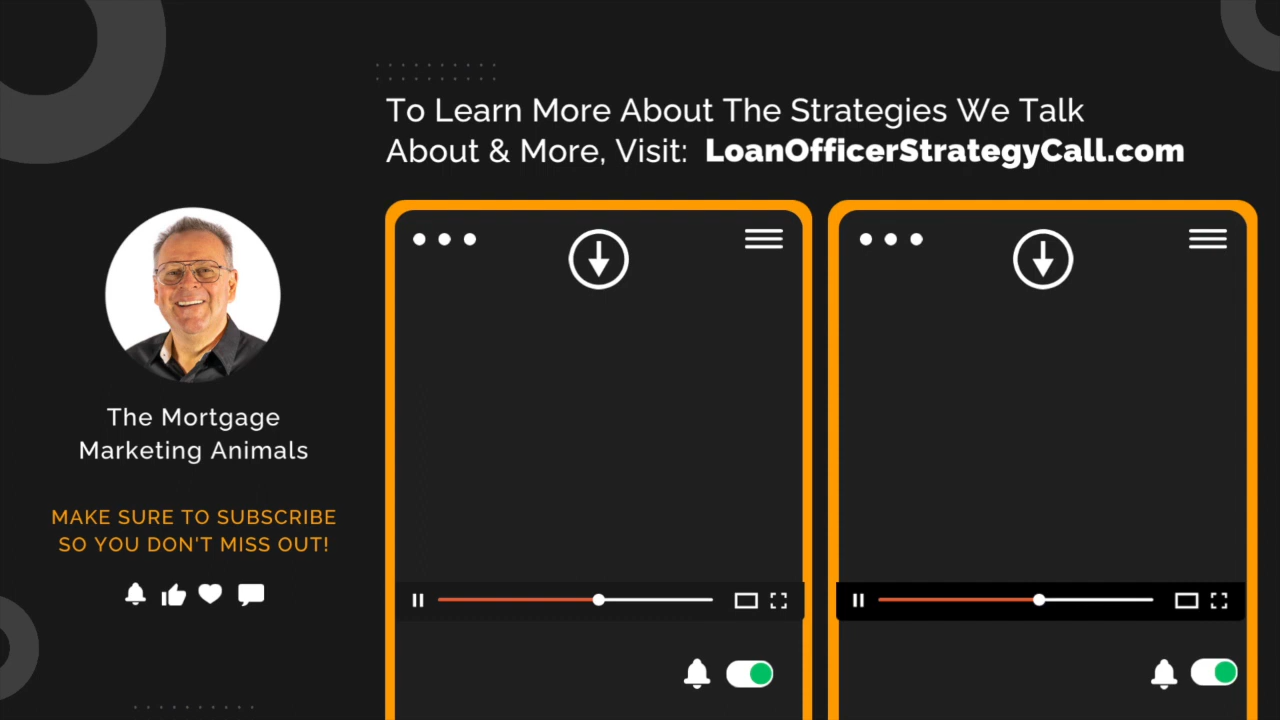 To Learn More About The Strategies We Talk
About & More, Visit: LoanOfficerStrategyCall.com
The Mortgage
Marketing Animals
MAKE SURE TO SUBSCRIBE
SO YOU DON'T MISS OUT!